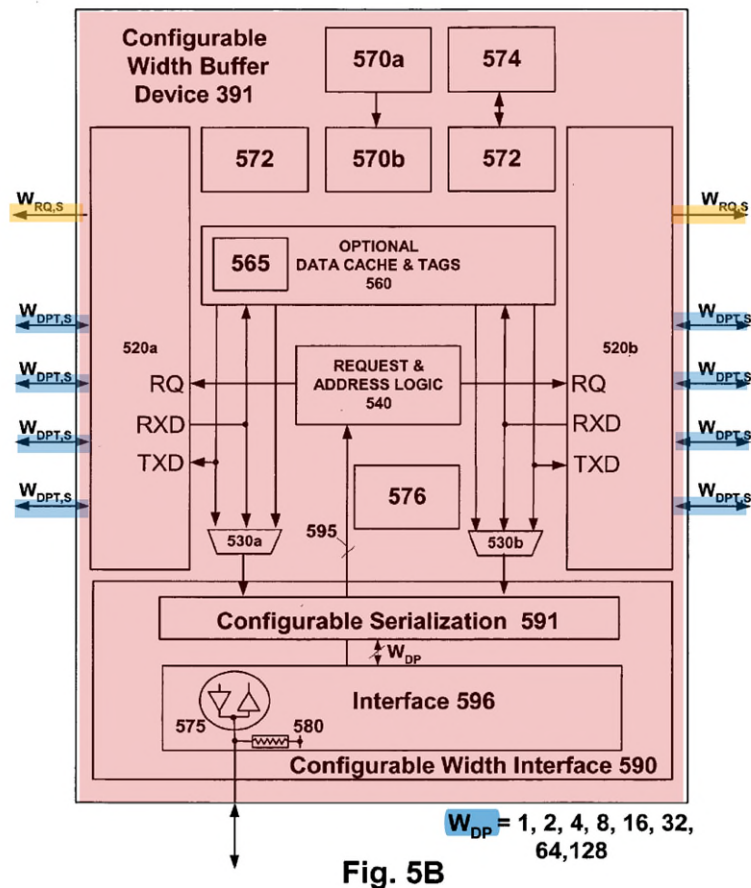 Configurable
Width Buffer
Device 391
570a
574
572
570b
572
W_RQ,S
W_RQ,S
565
OPTIONAL
DATA CACHE & TAGS
560
W_DPT,S
W_DPT,S
520a
520b
REQUEST &
ADDRESS LOGIC
540
W_DPT,S
RQ
RQ
W_DPT,S
W_DPT,S
RXD
RXD
W_DPT,S
TXD
TXD
W_DPT,S
W_DPT,S
576
530a
595
530b
Configurable Serialization 591
W_DP
Interface 596
575
580
Configurable Width Interface 590
W_DP = 1, 2, 4, 8, 16, 32,
64,128
Fig. 5B